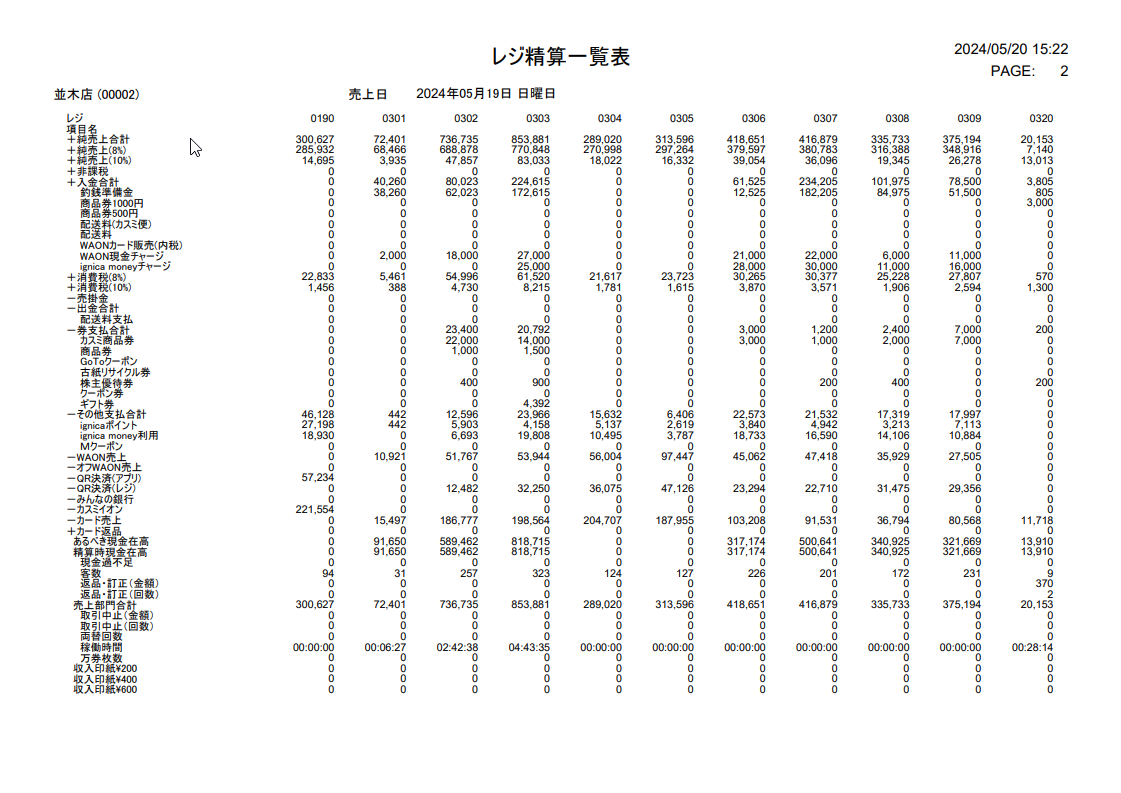 レジ精算一覧表
2024/05/20 15:22
PAGE: 2
並木店 (00002) 売上日 2024年05月19日 日曜日
レジ 0190 0301 0302 0303 0304 0305 0306 0307 0308 0309 0320
項目名
＋純売上合計 300,627 72,401 736,735 853,881 289,020 313,596 418,651 416,879 335,733 375,194 20,153
＋純売上(8%) 285,932 68,466 688,878 770,848 270,998 297,264 379,597 380,783 316,388 348,916 7,140
＋純売上(10%) 14,695 3,935 47,857 83,033 18,022 16,332 39,054 36,096 19,345 26,278 13,013
＋非課税 0 0 0 0 0 0 0 0 0 0 0
＋入金合計 0 40,260 80,023 224,615 0 0 61,525 234,205 101,975 78,500 3,805
釣銭準備金 0 38,260 62,023 172,615 0 0 12,525 182,205 84,975 51,500 805
商品券1000円 0 0 0 0 0 0 0 0 0 0 3,000
商品券500円 0 0 0 0 0 0 0 0 0 0 0
配送料(カスミ便) 0 0 0 0 0 0 0 0 0 0 0
配送料 0 0 0 0 0 0 0 0 0 0 0
WAONカード販売(内税) 0 0 0 0 0 0 0 0 0 0 0
WAON現金チャージ 0 2,000 18,000 27,000 0 0 21,000 22,000 6,000 11,000 0
ignica moneyチャージ 0 0 0 25,000 0 0 28,000 30,000 11,000 16,000 0
＋消費税(8%) 22,833 5,461 54,996 61,520 21,617 23,723 30,265 30,377 25,228 27,807 570
＋消費税(10%) 1,456 388 4,730 8,215 1,781 1,615 3,870 3,571 1,906 2,594 1,300
－売掛金 0 0 0 0 0 0 0 0 0 0 0
－出金合計 0 0 0 0 0 0 0 0 0 0 0
配送料支払 0 0 0 0 0 0 0 0 0 0 0
－券支払合計 0 0 23,400 20,792 0 0 3,000 1,200 2,400 7,000 200
カスミ商品券 0 0 22,000 14,000 0 0 3,000 1,000 2,000 7,000 0
商品券 0 0 1,000 1,500 0 0 0 0 0 0 0
GoToクーポン 0 0 0 0 0 0 0 0 0 0 0
古紙リサイクル券 0 0 0 0 0 0 0 0 0 0 0
株主優待券 0 0 400 900 0 0 0 200 400 0 200
クーポン券 0 0 0 0 0 0 0 0 0 0 0
ギフト券 0 0 0 4,392 0 0 0 0 0 0 0
－その他支払合計 46,128 442 12,596 23,966 15,632 6,406 22,573 21,532 17,319 17,997 0
ignicaポイント 27,198 442 5,903 4,158 5,137 2,619 3,840 4,942 3,213 7,113 0
ignica money利用 18,930 0 6,693 19,808 10,495 3,787 18,733 16,590 14,106 10,884 0
Mクーポン 0 0 0 0 0 0 0 0 0 0 0
－WAON売上 0 10,921 51,767 53,944 56,004 97,447 45,062 47,418 35,929 27,505 0
－オフWAON売上 0 0 0 0 0 0 0 0 0 0 0
－QR決済(アプリ) 57,234 0 0 0 0 0 0 0 0 0 0
－QR決済(レジ) 0 0 12,482 32,250 36,075 47,126 23,294 22,710 31,475 29,356 0
－みんなの銀行 0 0 0 0 0 0 0 0 0 0 0
－カスミイオン 221,554 0 0 0 0 0 0 0 0 0 0
－カード売上 0 15,497 186,777 198,564 204,707 187,955 103,208 91,531 36,794 80,568 11,718
＋カード返品 0 0 0 0 0 0 0 0 0 0 0
あるべき現金在高 0 91,650 589,462 818,715 0 0 317,174 500,641 340,925 321,669 13,910
精算時現金在高 0 91,650 589,462 818,715 0 0 317,174 500,641 340,925 321,669 13,910
現金過不足 0 0 0 0 0 0 0 0 0 0 0
客数 94 31 257 323 124 127 226 201 172 231 9
返品・訂正(金額) 0 0 0 0 0 0 0 0 0 0 370
返品・訂正(回数) 0 0 0 0 0 0 0 0 0 0 2
売上部門合計 300,627 72,401 736,735 853,881 289,020 313,596 418,651 416,879 335,733 375,194 20,153
取引中止(金額) 0 0 0 0 0 0 0 0 0 0 0
取引中止(回数) 0 0 0 0 0 0 0 0 0 0 0
両替回数 0 0 0 0 0 0 0 0 0 0 0
稼働時間 00:00:00 00:06:27 02:42:38 04:43:35 00:00:00 00:00:00 00:00:00 00:00:00 00:00:00 00:00:00 00:28:14
万券枚数 0 0 0 0 0 0 0 0 0 0 0
収入印紙¥200 0 0 0 0 0 0 0 0 0 0 0
収入印紙¥400 0 0 0 0 0 0 0 0 0 0 0
収入印紙¥600 0 0 0 0 0 0 0 0 0 0 0